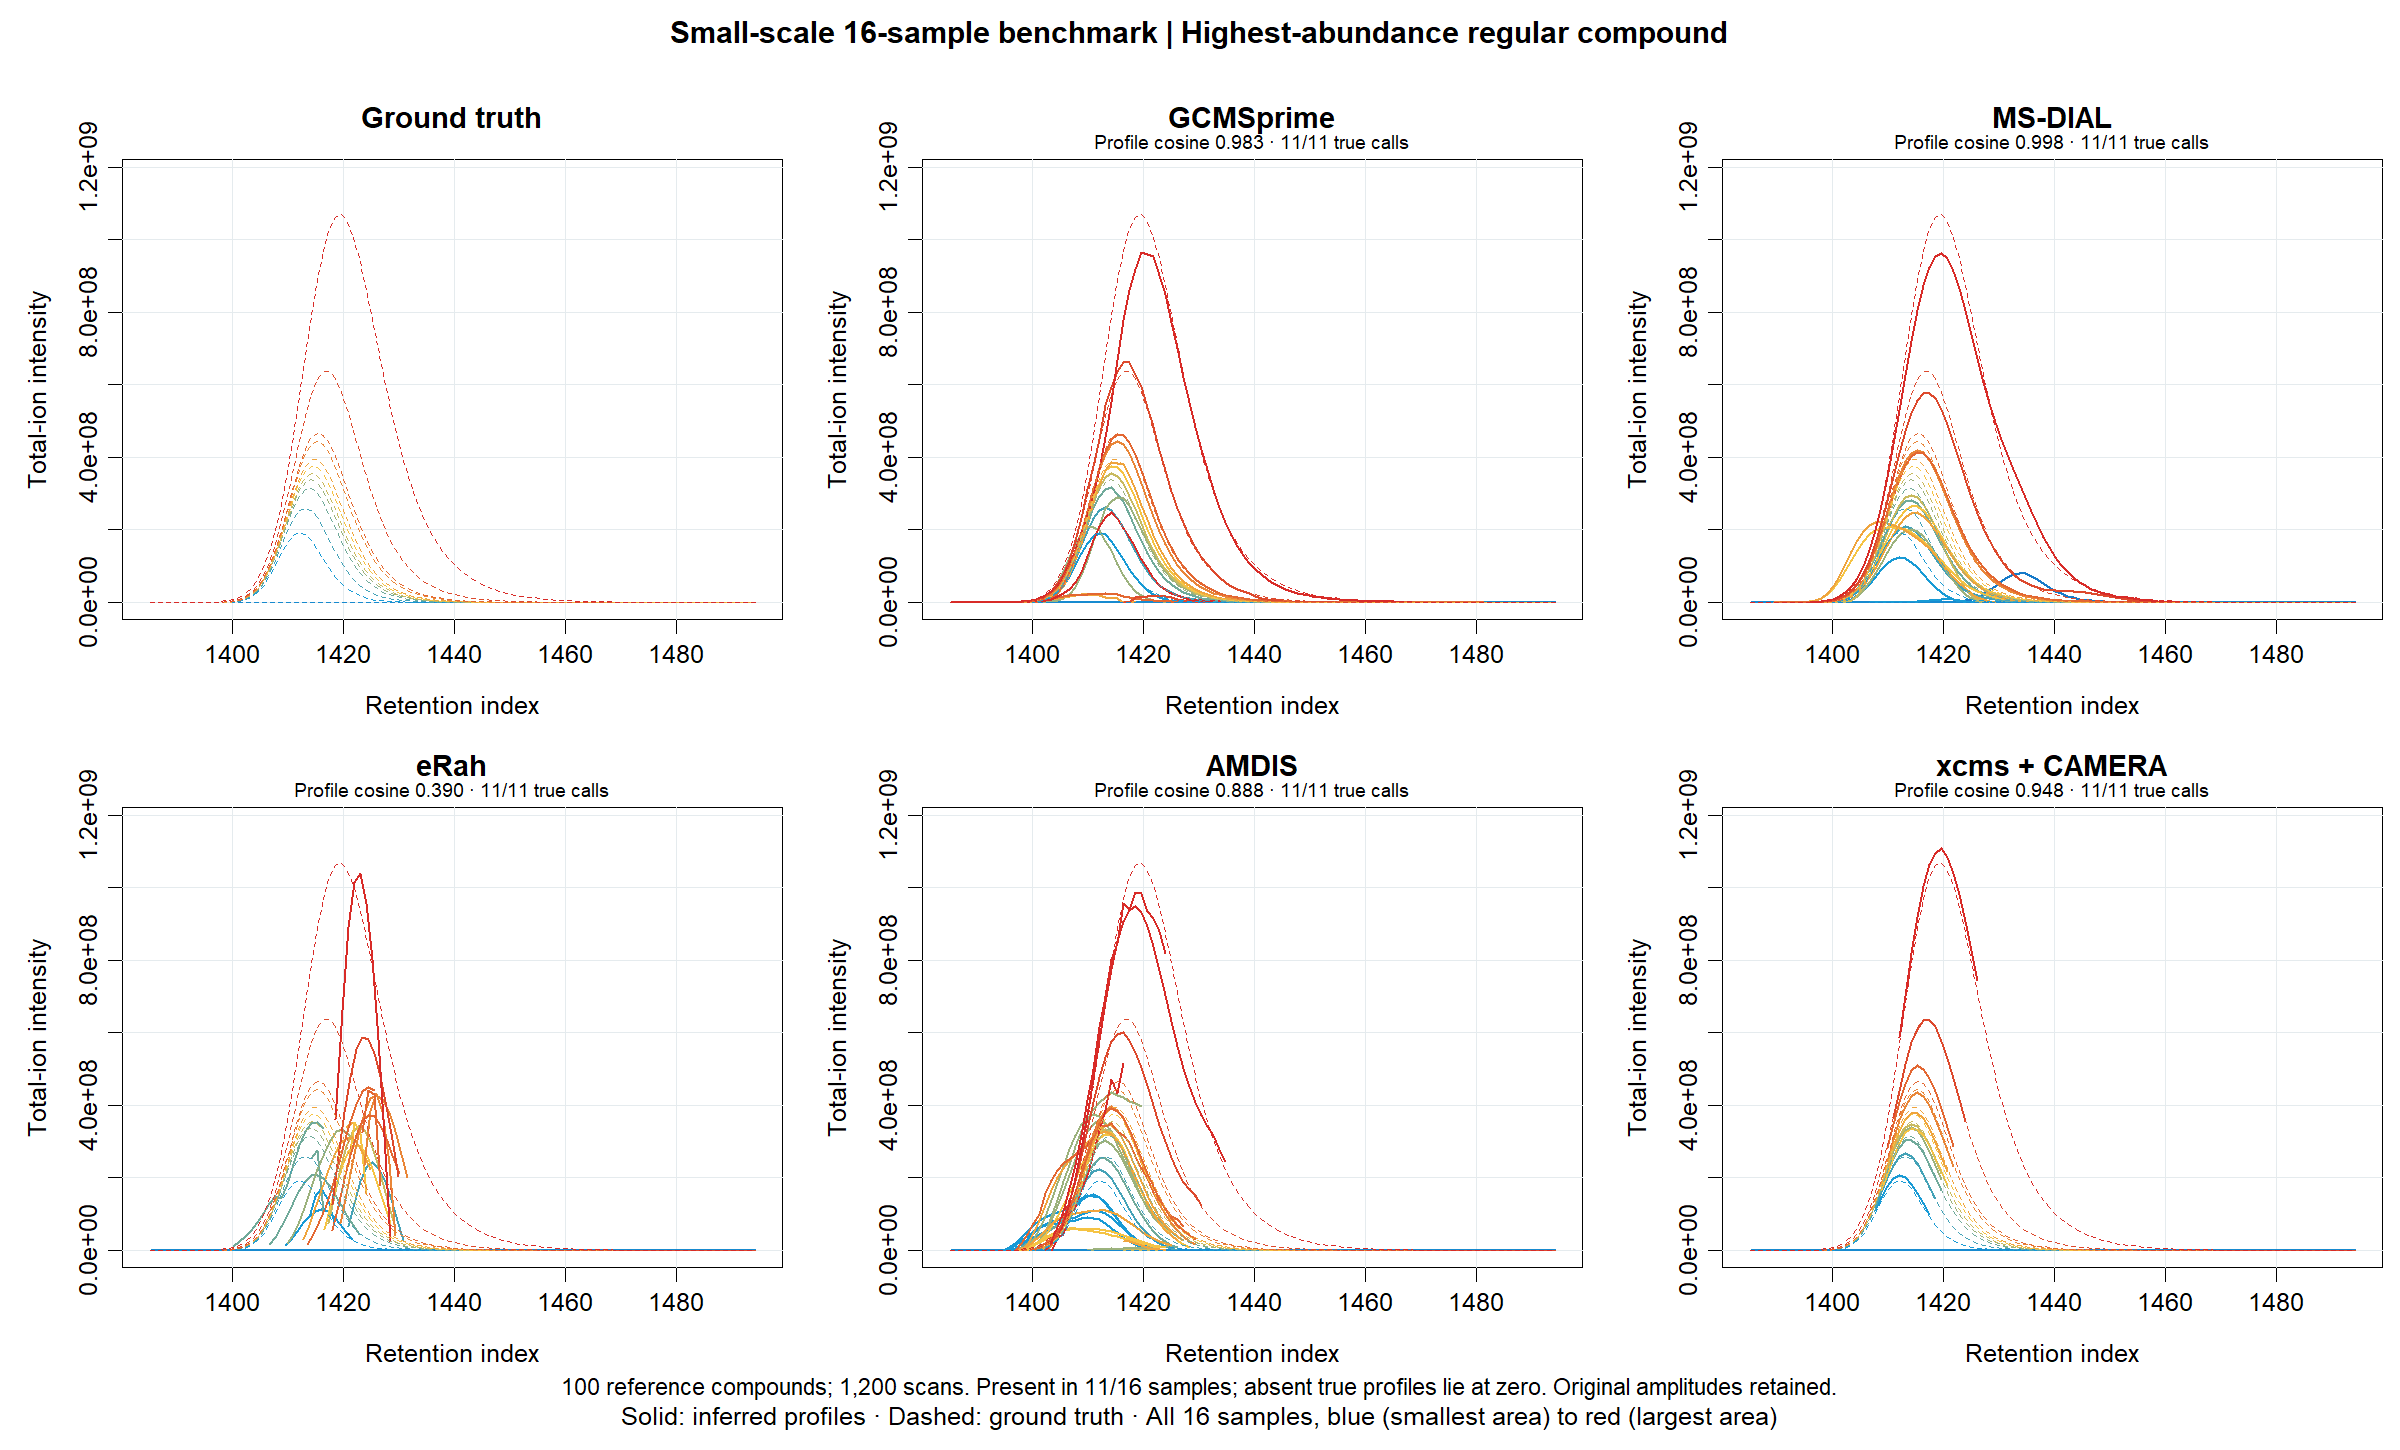 Small-scale 16-sample benchmark | Highest-abundance regular compound
Ground truth
Total-ion intensity
0.0e+00 4.0e+08 8.0e+08 1.2e+09
1400 1420 1440 1460 1480
Retention index
GCMSprime
Profile cosine 0.983 · 11/11 true calls
Total-ion intensity
0.0e+00 4.0e+08 8.0e+08 1.2e+09
1400 1420 1440 1460 1480
Retention index
MS-DIAL
Profile cosine 0.998 · 11/11 true calls
Total-ion intensity
0.0e+00 4.0e+08 8.0e+08 1.2e+09
1400 1420 1440 1460 1480
Retention index
eRah
Profile cosine 0.390 · 11/11 true calls
Total-ion intensity
0.0e+00 4.0e+08 8.0e+08 1.2e+09
1400 1420 1440 1460 1480
Retention index
AMDIS
Profile cosine 0.888 · 11/11 true calls
Total-ion intensity
0.0e+00 4.0e+08 8.0e+08 1.2e+09
1400 1420 1440 1460 1480
Retention index
xcms + CAMERA
Profile cosine 0.948 · 11/11 true calls
Total-ion intensity
0.0e+00 4.0e+08 8.0e+08 1.2e+09
1400 1420 1440 1460 1480
Retention index
100 reference compounds; 1,200 scans. Present in 11/16 samples; absent true profiles lie at zero. Original amplitudes retained.
Solid: inferred profiles · Dashed: ground truth · All 16 samples, blue (smallest area) to red (largest area)